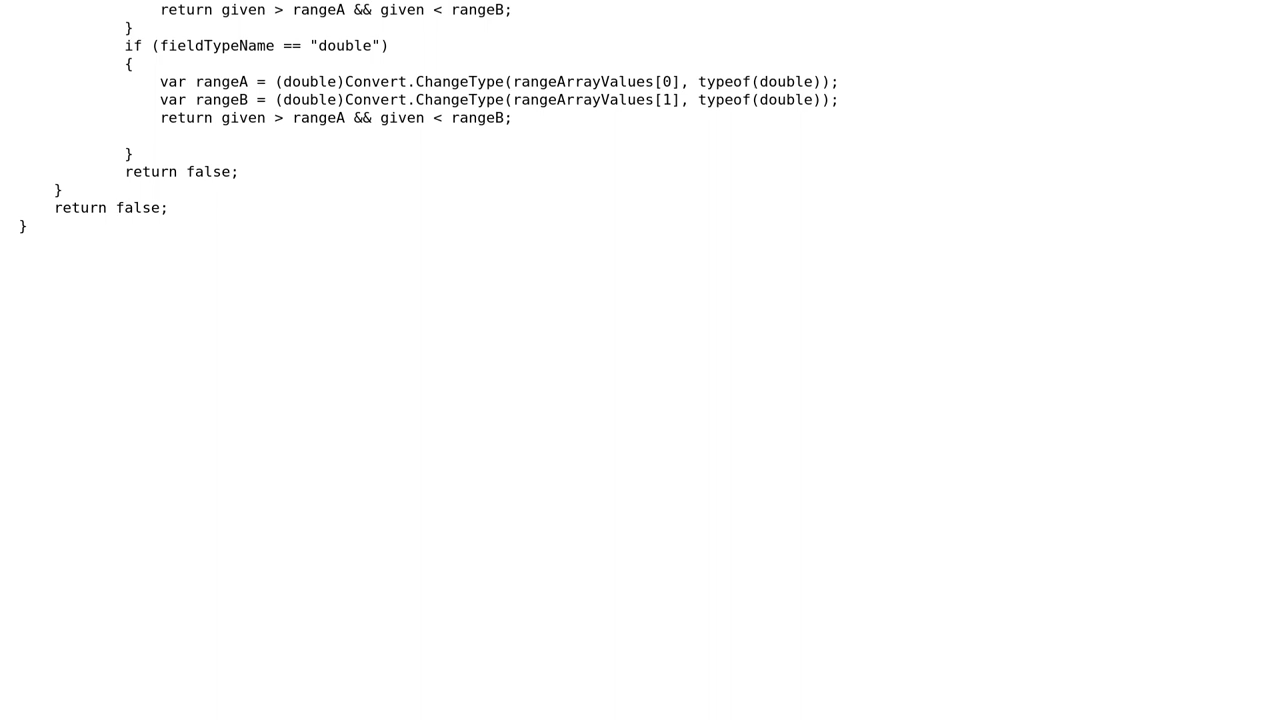 return given > rangeA && given < rangeB;
}
if (fieldTypeName == "double")
{
var rangeA = (double)Convert.ChangeType(rangeArrayValues[0], typeof(double));
var rangeB = (double)Convert.ChangeType(rangeArrayValues[1], typeof(double));
return given > rangeA && given < rangeB;
}
return false;
}
return false;
}